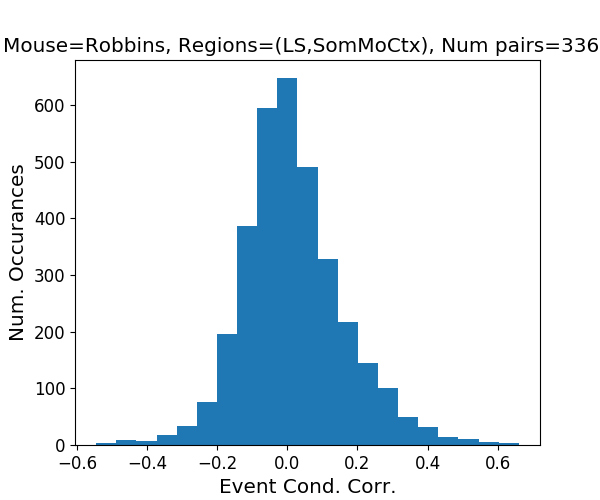 Mouse=Robbins, Regions=(LS,SomMoCtx), Num pairs=336
Num. Occurances
600
500
400
300
200
100
0
−0.6 −0.4 −0.2 0.0 0.2 0.4 0.6
Event Cond. Corr.